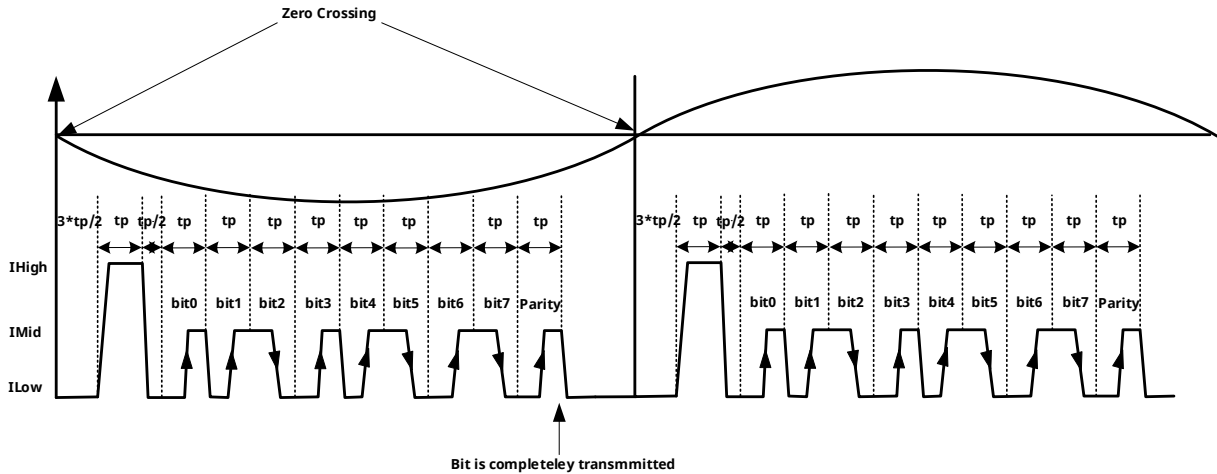 Zero Crossing
3*tp/2 tp tp/2 tp tp tp tp tp tp tp tp 3*tp/2 tp tp/2 tp tp tp tp tp tp tp tp tp
IHigh
bit0 bit1 bit2 bit3 bit4 bit5 bit6 bit7 Parity bit0 bit1 bit2 bit3 bit4 bit5 bit6 bit7 Parity
IMid
ILow
Bit is completeley transmmitted